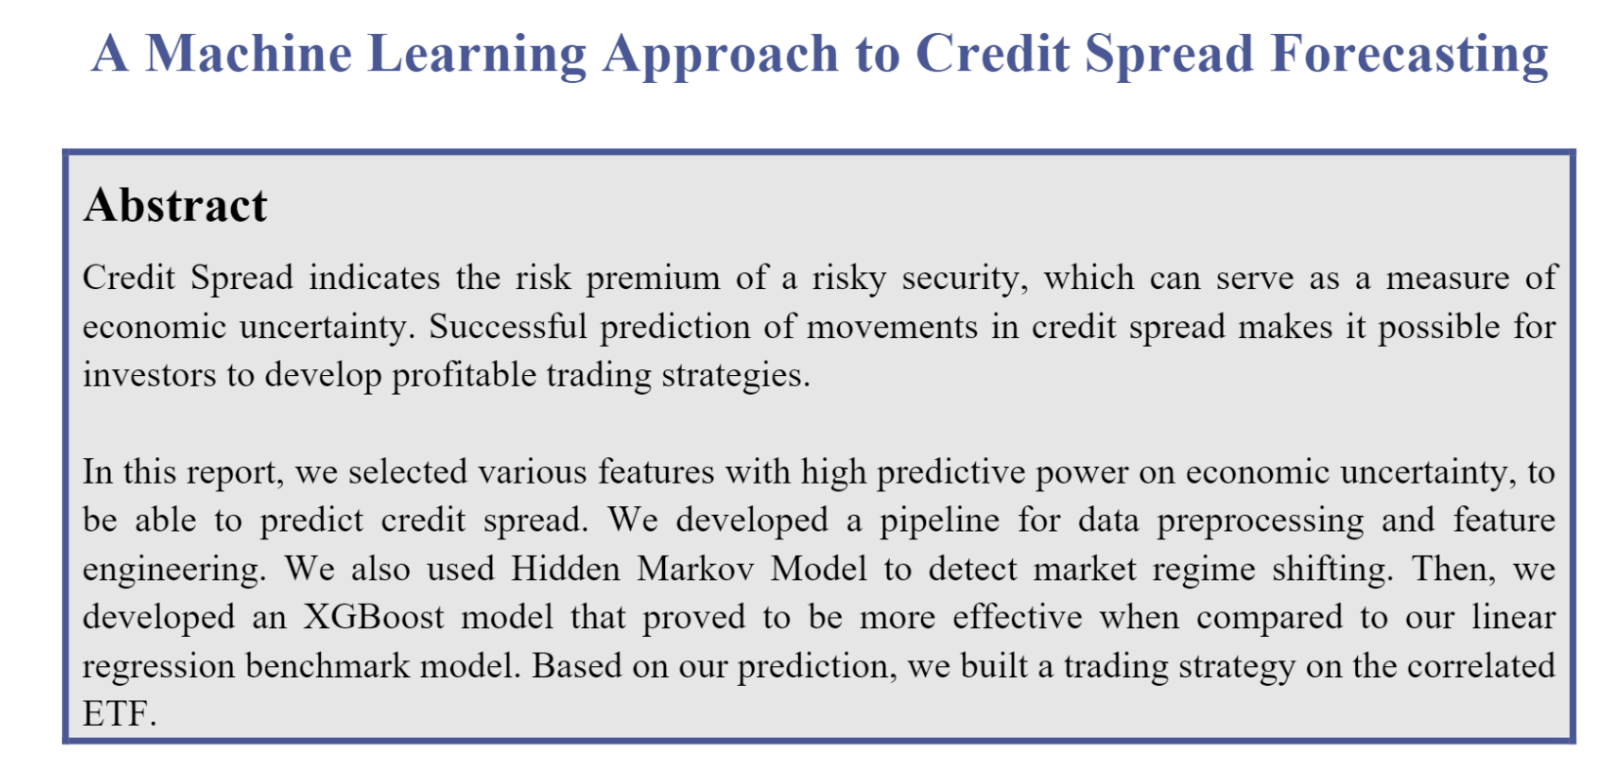 A Machine Learning Approach to Credit Spread Forecasting
Abstract
Credit Spread indicates the risk premium of a risky security, which can serve as a measure of
economic uncertainty. Successful prediction of movements in credit spread makes it possible for
investors to develop profitable trading strategies.
In this report, we selected various features with high predictive power on economic uncertainty, to
be able to predict credit spread. We developed a pipeline for data preprocessing and feature
engineering. We also used Hidden Markov Model to detect market regime shifting. Then, we
developed an XGBoost model that proved to be more effective when compared to our linear
regression benchmark model. Based on our prediction, we built a trading strategy on the correlated
ETF.